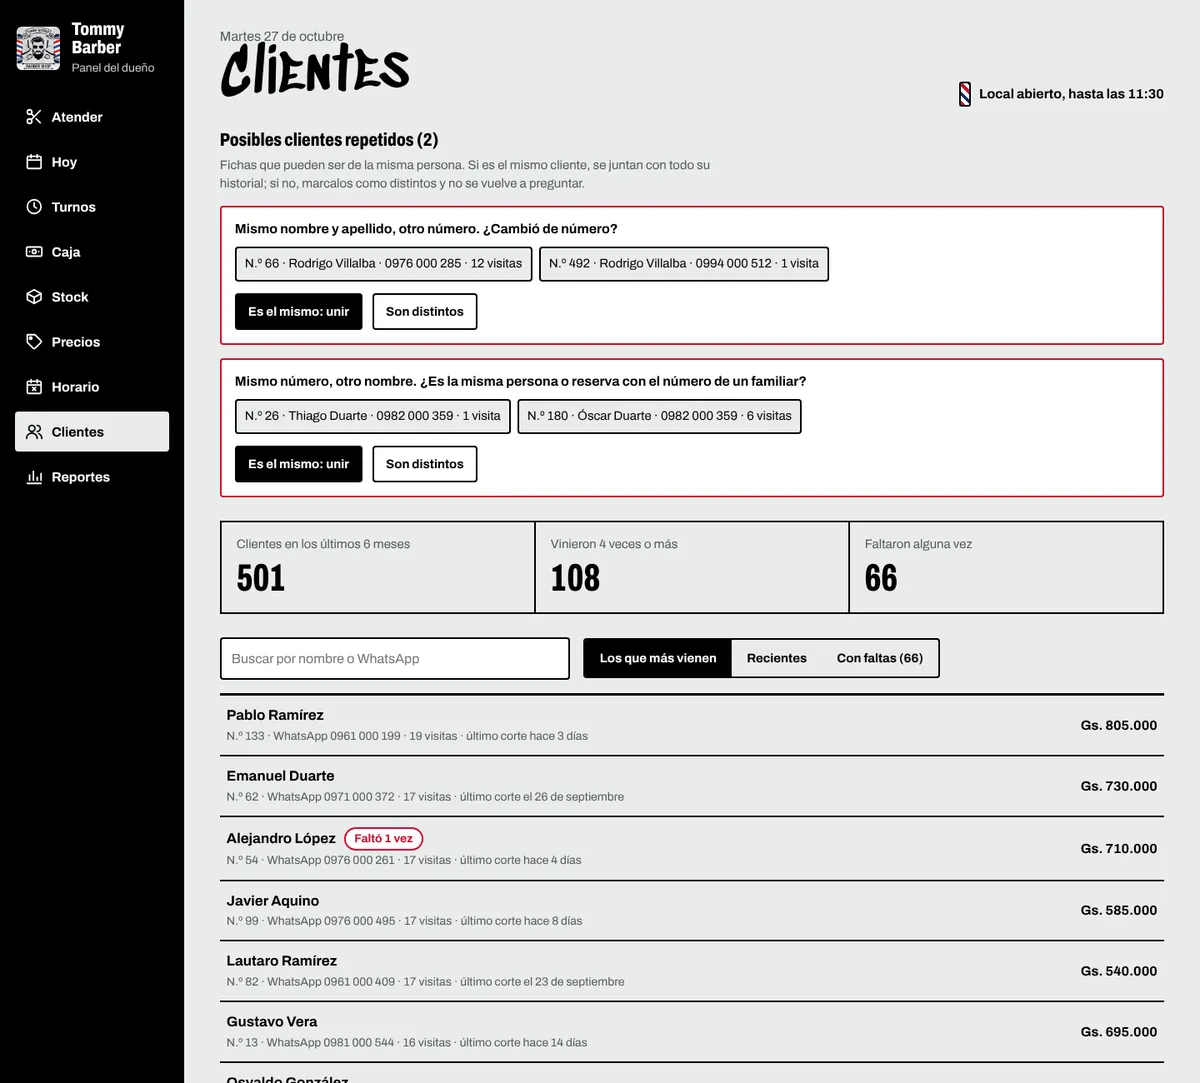 Tommy
Barber
Panel del dueño
Atender
Hoy
Turnos
Caja
Stock
Precios
Horario
Clientes
Reportes
Martes 27 de octubre
Clientes
Local abierto, hasta las 11:30
Posibles clientes repetidos (2)
Fichas que pueden ser de la misma persona. Si es el mismo cliente, se juntan con todo su
historial; si no, marcalos como distintos y no se vuelve a preguntar.
Mismo nombre y apellido, otro número. ¿Cambió de número?
N.º 66 · Rodrigo Villalba · 0976 000 285 · 12 visitas
N.º 492 · Rodrigo Villalba · 0994 000 512 · 1 visita
Es el mismo: unir
Son distintos
Mismo número, otro nombre. ¿Es la misma persona o reserva con el número de un familiar?
N.º 26 · Thiago Duarte · 0982 000 359 · 1 visita
N.º 180 · Óscar Duarte · 0982 000 359 · 6 visitas
Es el mismo: unir
Son distintos
Clientes en los últimos 6 meses
501
Vinieron 4 veces o más
108
Faltaron alguna vez
66
Buscar por nombre o WhatsApp
Los que más vienen
Recientes
Con faltas (66)
Pablo Ramírez
N.º 133 · WhatsApp 0961 000 199 · 19 visitas · último corte hace 3 días
Gs. 805.000
Emanuel Duarte
N.º 62 · WhatsApp 0971 000 372 · 17 visitas · último corte el 26 de septiembre
Gs. 730.000
Alejandro López
Faltó 1 vez
N.º 54 · WhatsApp 0976 000 261 · 17 visitas · último corte hace 4 días
Gs. 710.000
Javier Aquino
N.º 99 · WhatsApp 0976 000 495 · 17 visitas · último corte hace 8 días
Gs. 585.000
Lautaro Ramírez
N.º 82 · WhatsApp 0961 000 409 · 17 visitas · último corte el 23 de septiembre
Gs. 540.000
Gustavo Vera
N.º 13 · WhatsApp 0981 000 544 · 16 visitas · último corte hace 14 días
Gs. 695.000
Osvaldo González